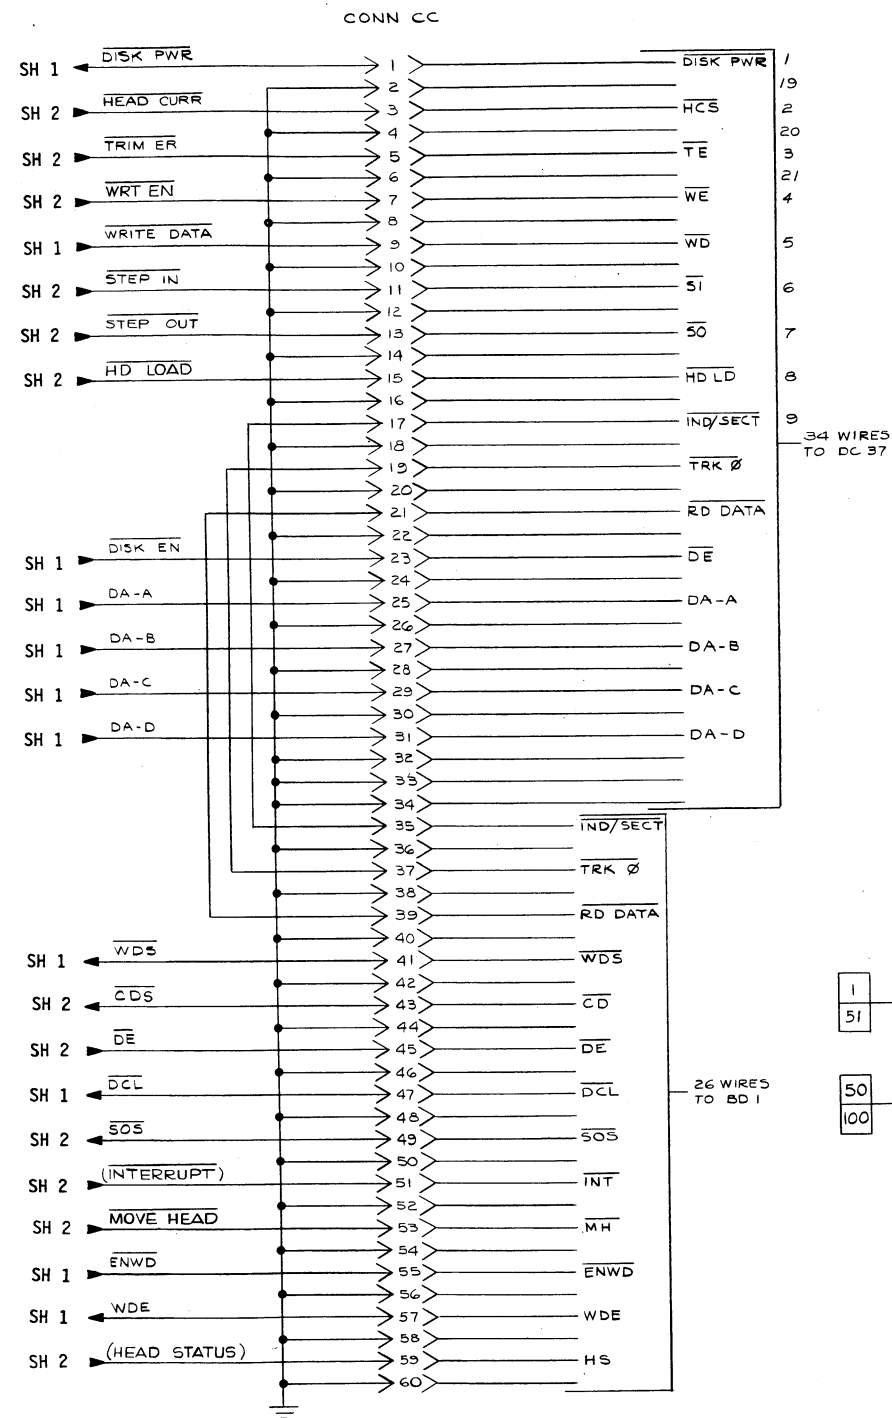 CONN CC
SH 1 DISK PWR 1 DISK PWR 1
2 19
SH 2 HEAD CURR 3 HCS 2
4 20
SH 2 TRIM ER 5 TE 3
6 21
SH 2 WRT EN 7 WE 4
8
SH 1 WRITE DATA 9 WD 5
10
SH 2 STEP IN 11 SI 6
12
SH 2 STEP OUT 13 SO 7
14
SH 2 HD LOAD 15 HD LD 8
16
17 IND/SECT 9
18
34 WIRES
TO DC 37
19 TRK Ø
20
21 RD DATA
22
SH 1 DISK EN 23 DE
24
SH 1 DA-A 25 DA-A
26
SH 1 DA-B 27 DA-B
28
SH 1 DA-C 29 DA-C
30
SH 1 DA-D 31 DA-D
32
33
34
35 IND/SECT
36
37 TRK Ø
38
39 RD DATA
40
SH 1 WDS 41 WDS
42
SH 2 CDS 43 CD
44
SH 2 DE 45 DE
46
SH 1 DCL 47 DCL
26 WIRES
TO BD 1
48
SH 2 SOS 49 SOS
50
SH 2 (INTERRUPT) 51 INT
52
SH 2 MOVE HEAD 53 MH
54
SH 1 ENWD 55 ENWD
56
SH 1 WDE 57 WDE
58
SH 2 (HEAD STATUS) 59 HS
60
1
51
50
100